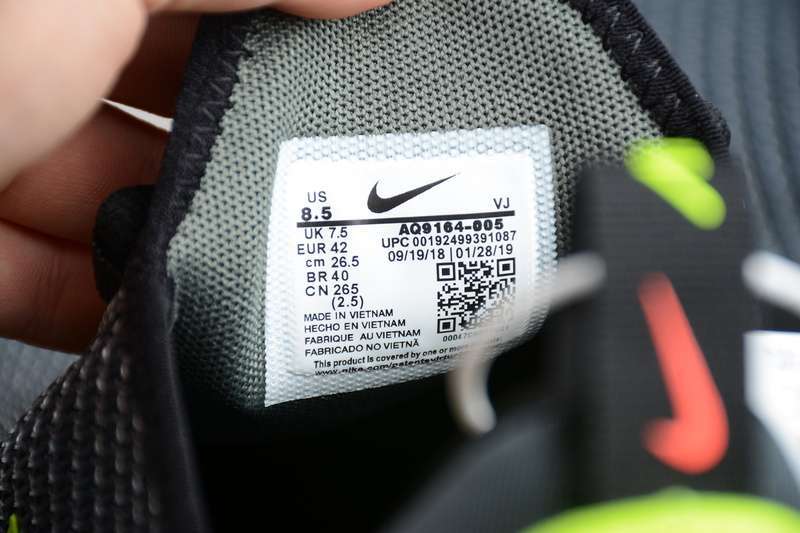 US
8.5
VJ
UK 7.5
AQ9164-005
EUR 42
UPC 00192499391087
cm 26.5
09/19/18 | 01/28/19
BR 40
CN 265
(2.5)
MADE IN VIETNAM
HECHO EN VIETNAM
FABRIQUE AU VIETNAM
FABRICADO NO VIETNÃ
This product is covered by one or